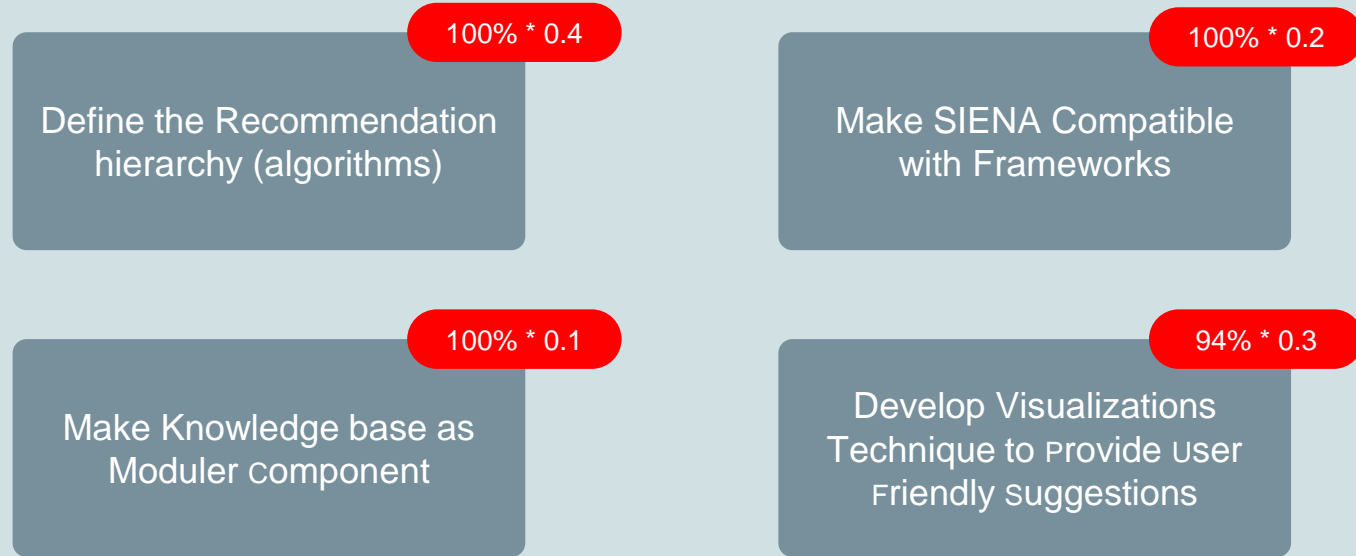 100% * 0.4
Define the Recommendation
hierarchy (algorithms)
100% * 0.2
Make SIENA Compatible
with Frameworks
100% * 0.1
Make Knowledge base as
Moduler Component
94% * 0.3
Develop Visualizations
Technique to Provide User
Friendly Suggestions